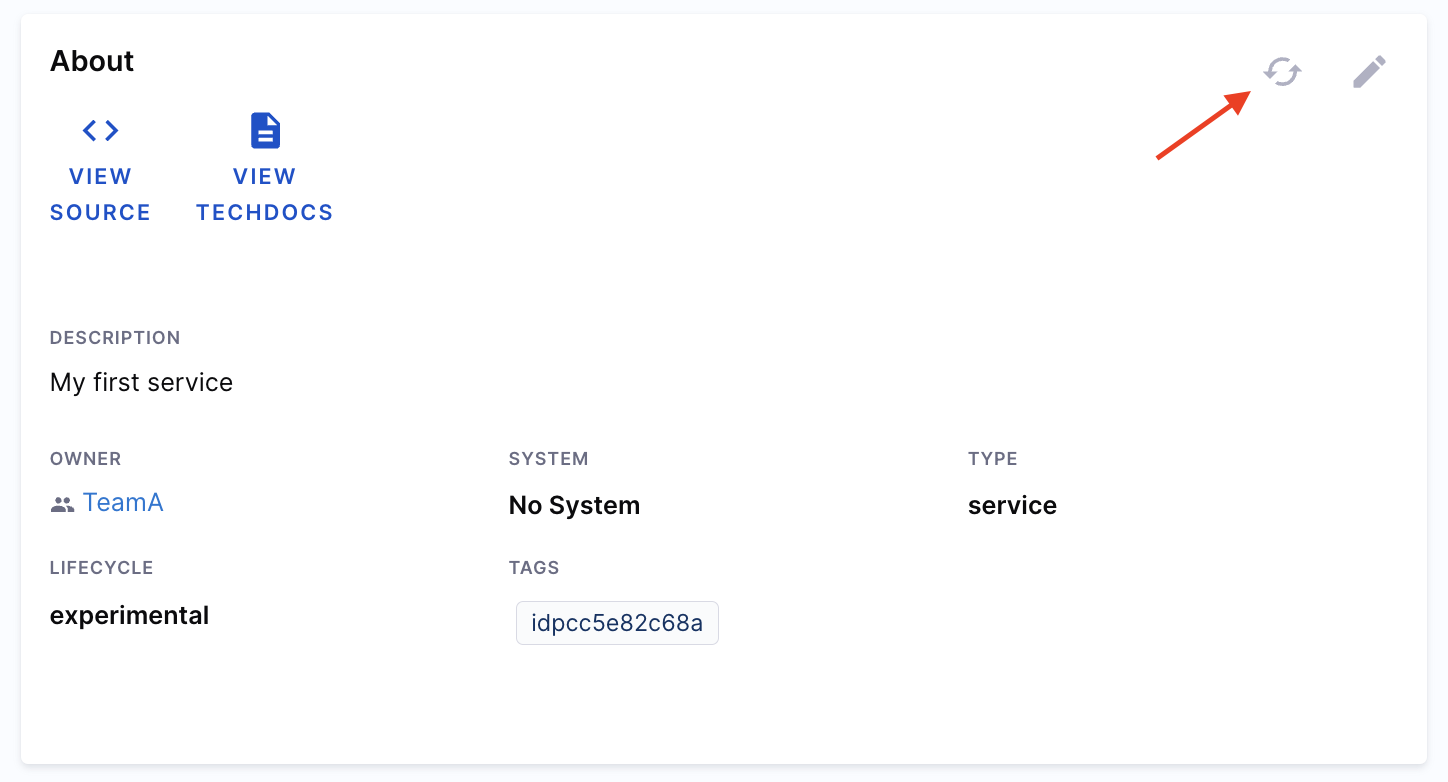 About
VIEW
SOURCE
VIEW
TECHDOCS
DESCRIPTION
My first service
OWNER
TeamA
SYSTEM
No System
TYPE
service
LIFECYCLE
experimental
TAGS
idpcc5e82c68a